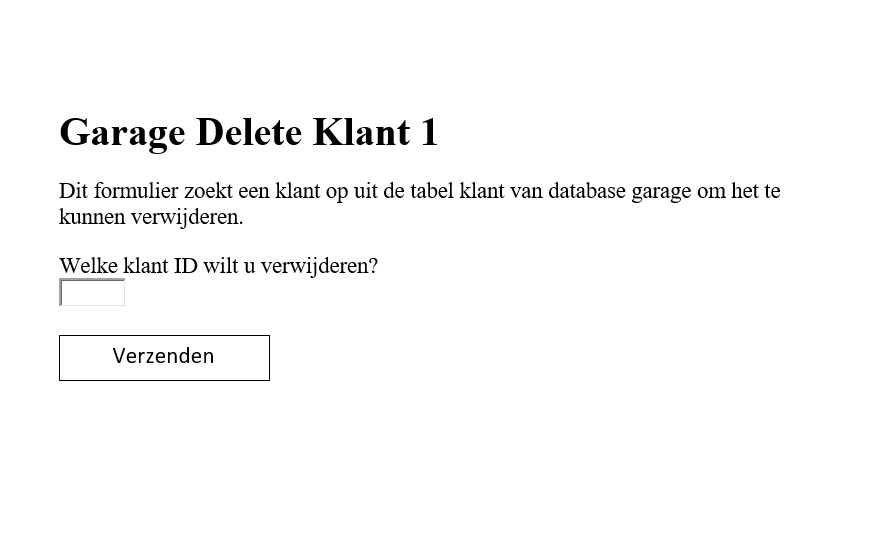 Garage Delete Klant 1
Dit formulier zoekt een klant op uit de tabel klant van database garage om het te
kunnen verwijderen.
Welke klant ID wilt u verwijderen?
Verzenden